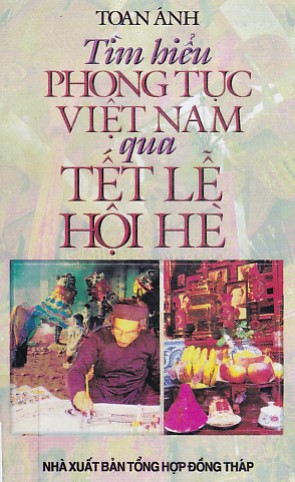 TOAN ÁNH
Tìm hiểu
PHONG TỤC
VIỆT NAM
qua
TẾT LỄ
HỘI HÈ
NHÀ XUẤT BẢN TỔNG HỢP ĐỒNG THÁP